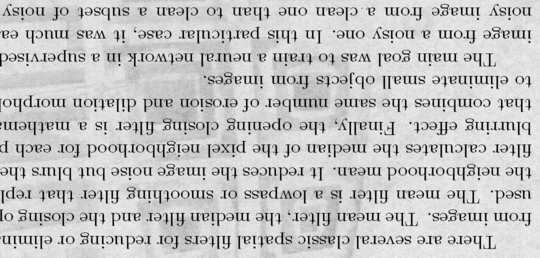 There are several classic spatial filters for reducing or elimin
from images. The mean filter, the median filter and the closing op
used. The mean filter is a lowpass or smoothing filter that repl
the neighborhood mean. It reduces the image noise but blurs the
filter calculates the median of the pixel neighborhood for each p
blurring effect. Finally, the opening closing filter is a mathema
that combines the same number of erosion and dilation morpholo
to eliminate small objects from images.
The main goal was to train a neural network in a supervised
image from a noisy one. In this particular case, it was much ea
noisy image from a clean one than to clean a subset of noisy